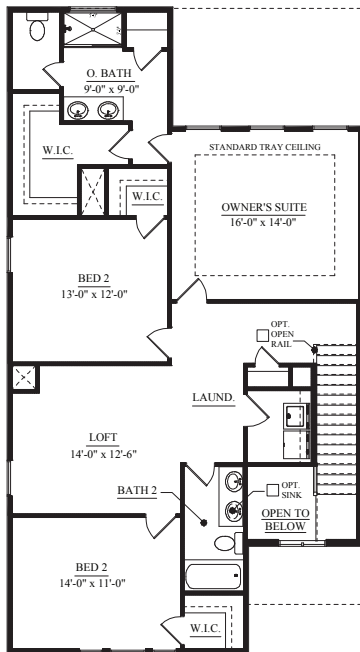 O. BATH
9'-0" x 9'-0"
W.I.C.
STANDARD TRAY CEILING
W.I.C.
OWNER'S SUITE
16'-0" x 14'-0"
BED 2
13'-0" x 12'-0"
OPT.
OPEN
RAIL
LAUND.
LOFT
14'-0" x 12'-6"
BATH 2
OPT.
SINK
OPEN TO
BELOW
BED 2
14'-0" x 11'-0"
W.I.C.